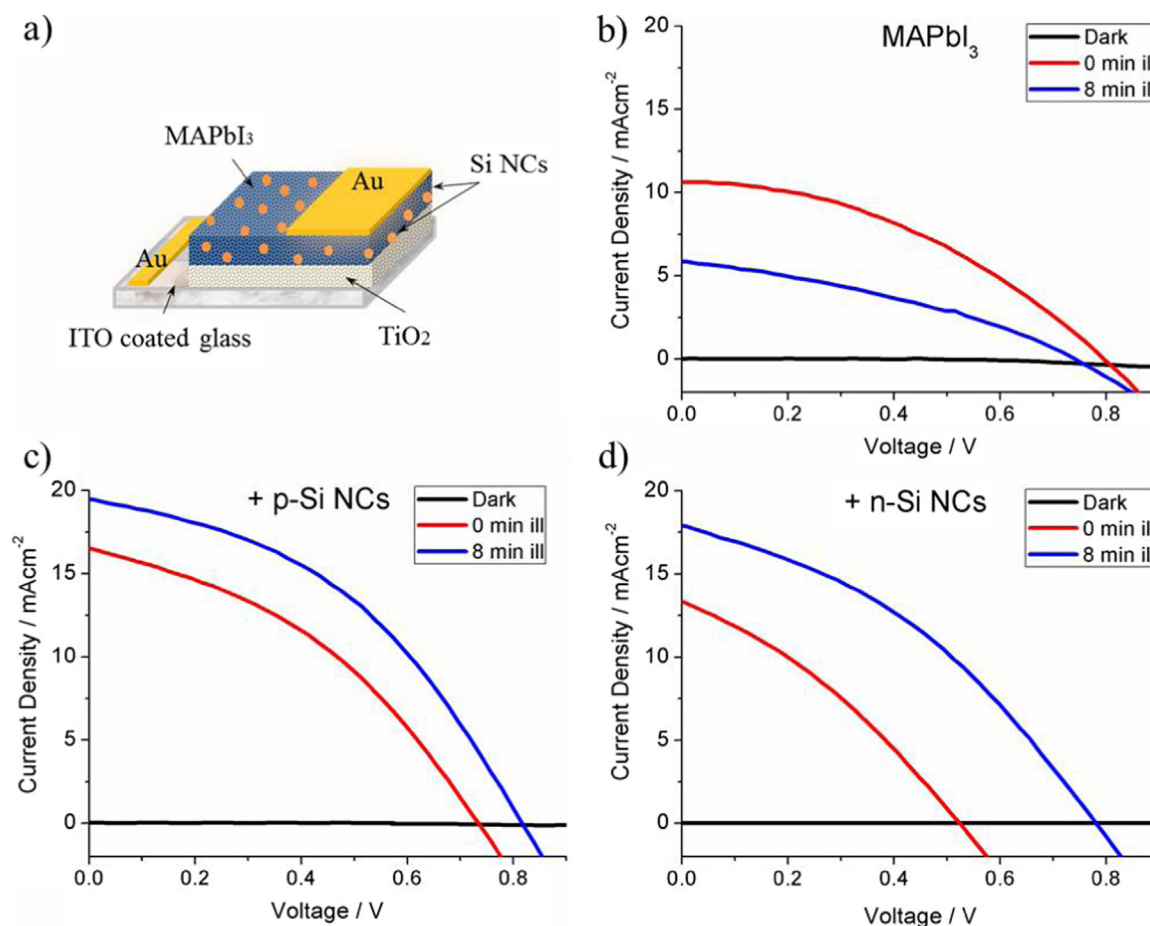 a)
MAPbI₃
Si NCs
Au
Au
ITO coated glass
TiO₂
b)
MAPbI₃
Dark
0 min ill
8 min ill
20
15
10
5
0
Current Density / mAcm⁻²
0.0 0.2 0.4 0.6 0.8
Voltage / V
c)
+ p-Si NCs
Dark
0 min ill
8 min ill
20
15
10
5
0
Current Density / mAcm⁻²
0.0 0.2 0.4 0.6 0.8
Voltage / V
d)
+ n-Si NCs
Dark
0 min ill
8 min ill
20
15
10
5
0
Current Density / mAcm⁻²
0.0 0.2 0.4 0.6 0.8
Voltage / V